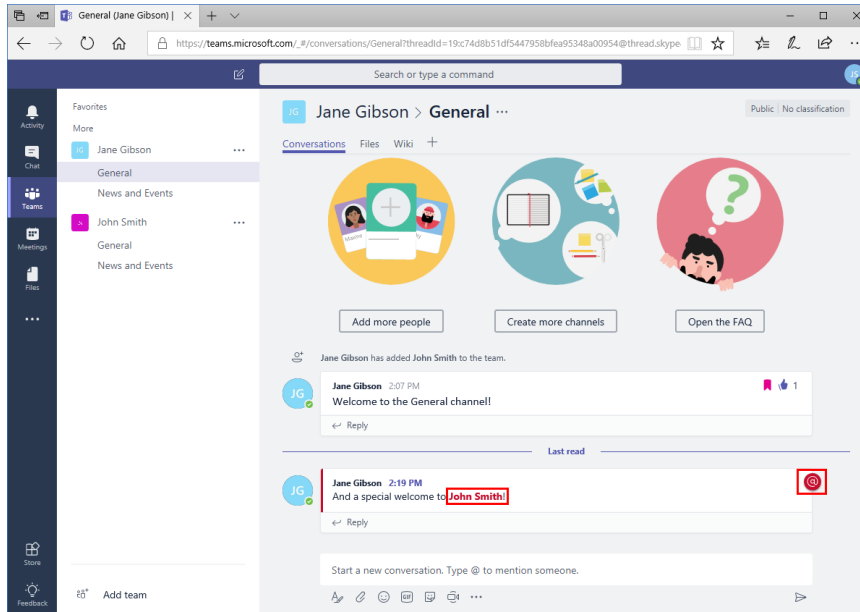 General (Jane Gibson) |
https://teams.microsoft.com/_#/conversations/General?threadId=19:c74d8b51df5447958bfea95348a00954@thread.skype
Search or type a command
JS
Activity
Chat
Teams
Meetings
Files
Store
Feedback
Favorites
More
JG Jane Gibson
General
News and Events
John Smith
General
News and Events
Add team
JG Jane Gibson > General
Public | No classification
Conversations Files Wiki
Maxine
Add more people
Create more channels
Open the FAQ
Jane Gibson has added John Smith to the team.
JG
Jane Gibson 2:07 PM
1
Welcome to the General channel!
Reply
Last read
JG
Jane Gibson 2:19 PM
@
And a special welcome to John Smith!
Reply
Start a new conversation. Type @ to mention someone.
GIF